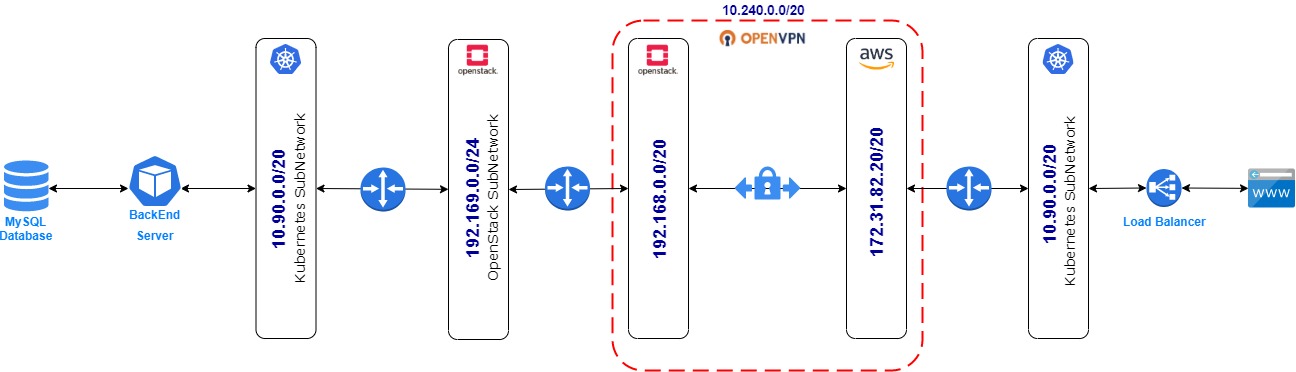 10.240.0.0/20
OPENVPN
openstack.
openstack.
aws
10.90.0.0/20
Kubernetes SubNetwork
192.169.0.0/24
OpenStack SubNetwork
192.168.0.0/20
172.31.82.20/20
10.90.0.0/20
Kubernetes SubNetwork
MySQL
Database
BackEnd
Server
Load Balancer
WWW